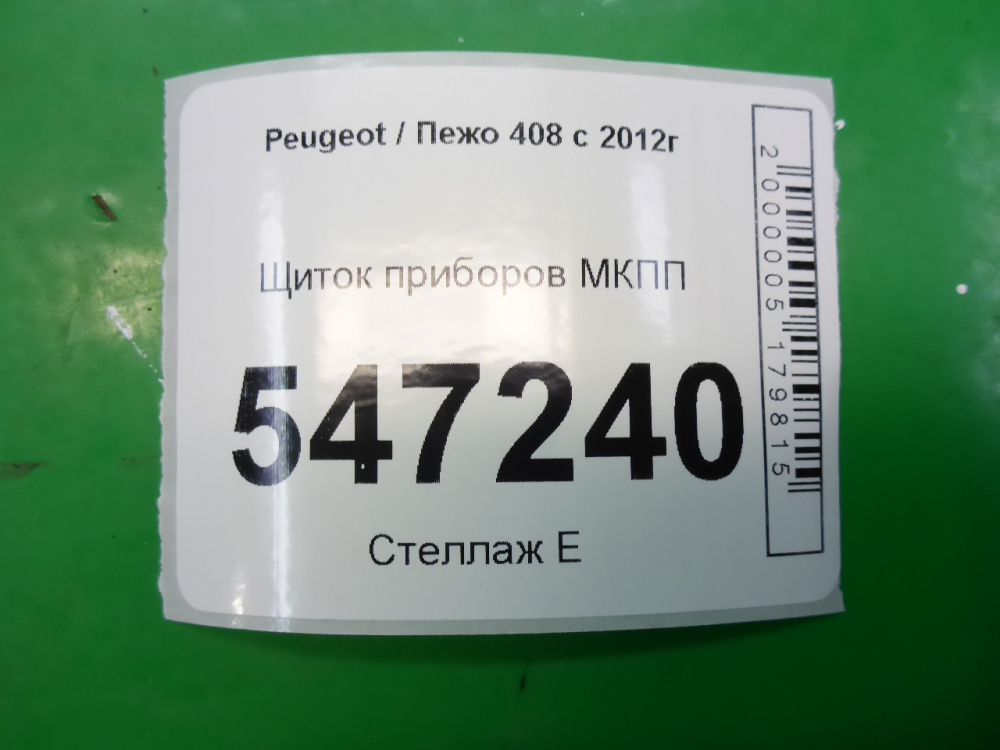 Peugeot / Пежо 408 с 2012г
Щиток приборов МКПП
547240
Стеллаж Е
2000005179815